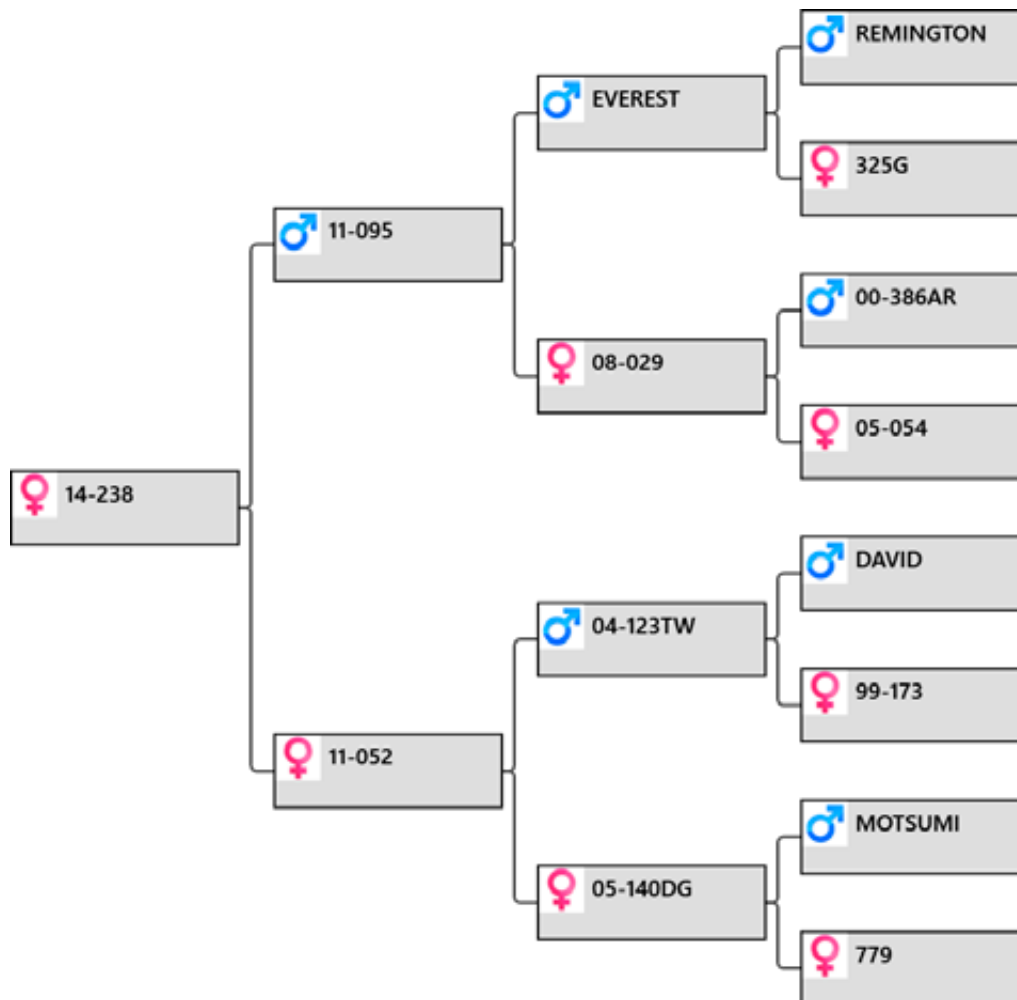 REMINGTON
EVEREST
325G
11-095
00-386AR
08-029
05-054
14-238
DAVID
04-123TW
99-173
11-052
MOTSUMI
05-140DG
779